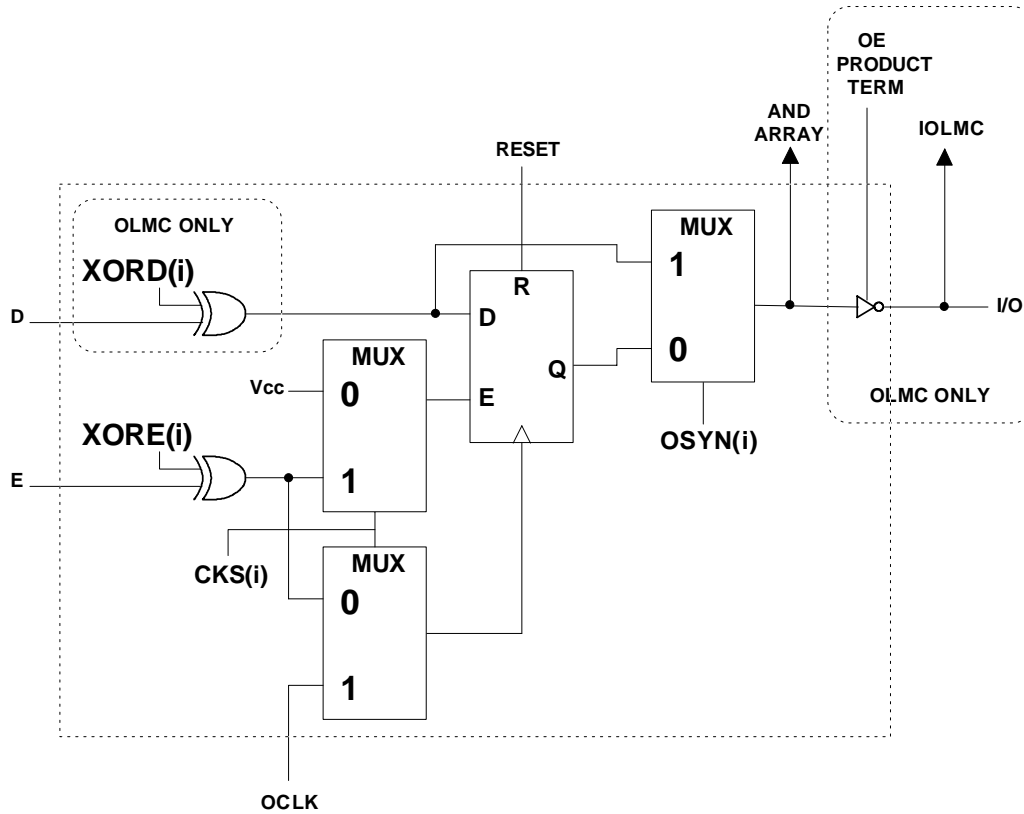 OE
PRODUCT
TERM
AND
ARRAY
IOLMC
RESET
OLMC ONLY
XORD(i)
D
MUX
1
0
R
D
Q
E
I/O
MUX
Vcc
0
1
OLMC ONLY
XORE(i)
OSYN(i)
E
CKS(i)
MUX
0
1
OCLK